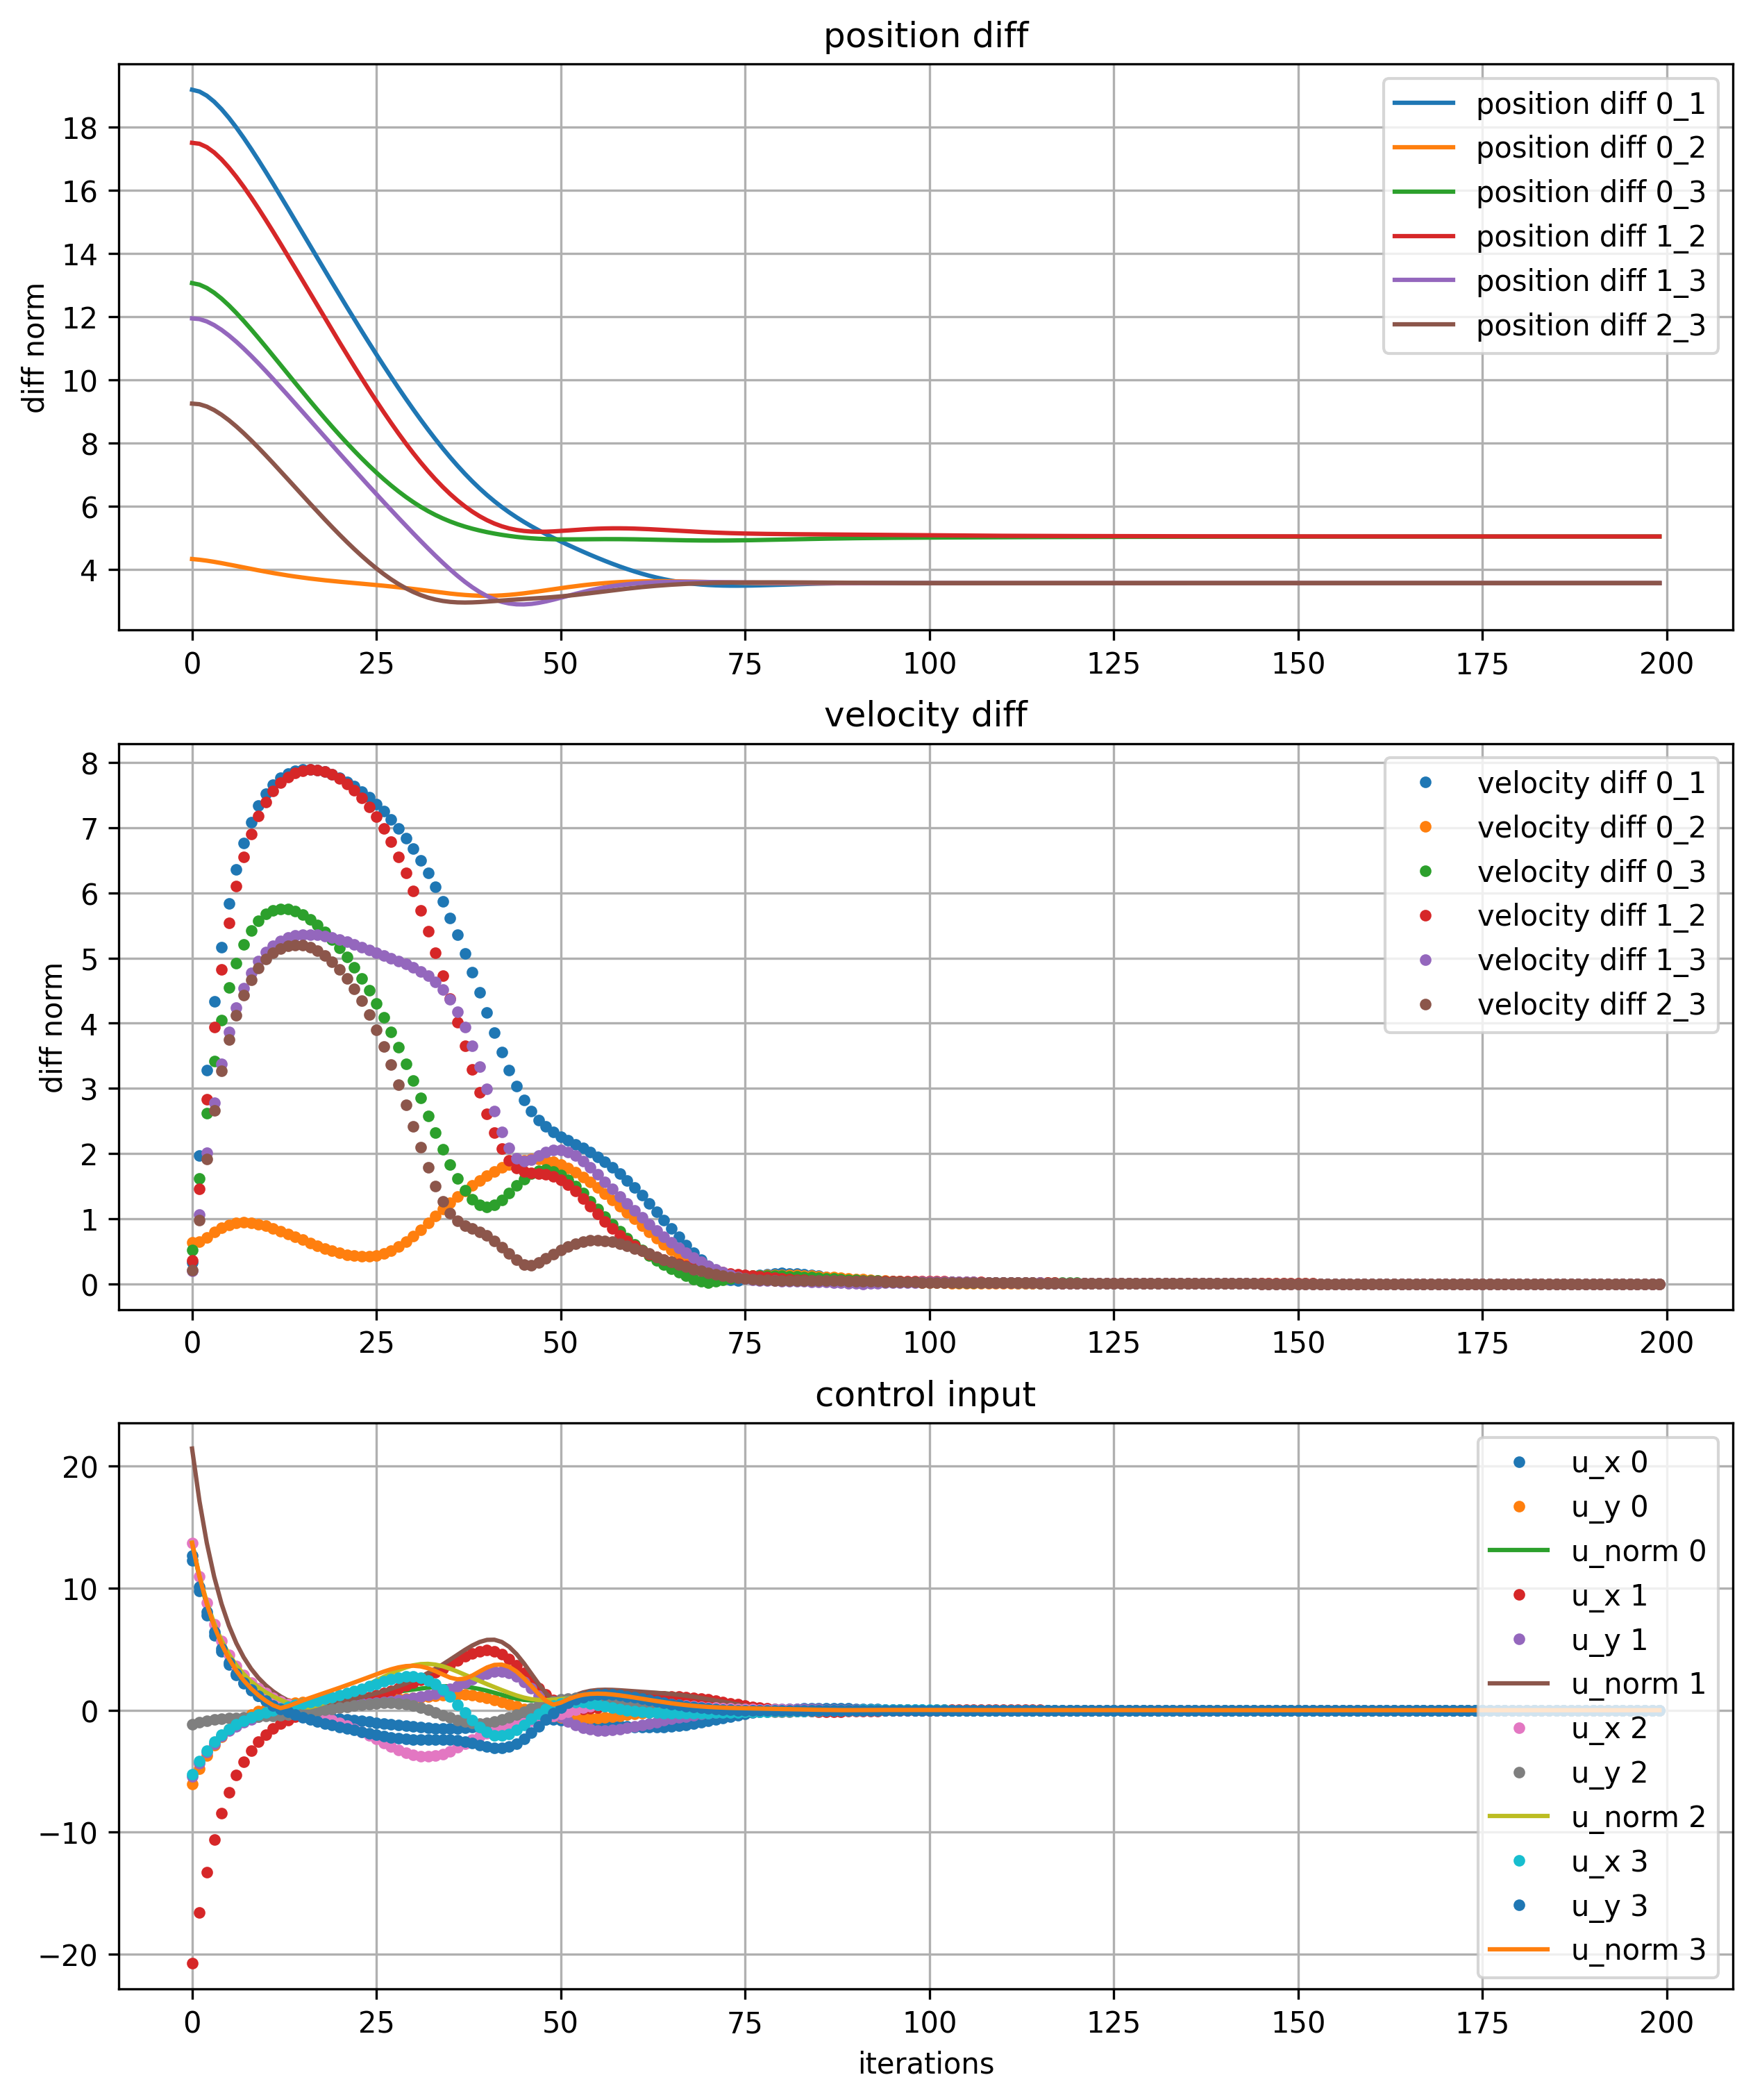 position diff
diff norm
18
16
14
12
10
8
6
4
0 25 50 75 100 125 150 175 200
position diff 0_1
position diff 0_2
position diff 0_3
position diff 1_2
position diff 1_3
position diff 2_3
velocity diff
diff norm
8
7
6
5
4
3
2
1
0
0 25 50 75 100 125 150 175 200
velocity diff 0_1
velocity diff 0_2
velocity diff 0_3
velocity diff 1_2
velocity diff 1_3
velocity diff 2_3
control input
20
10
0
−10
−20
0 25 50 75 100 125 150 175 200
iterations
u_x 0
u_y 0
u_norm 0
u_x 1
u_y 1
u_norm 1
u_x 2
u_y 2
u_norm 2
u_x 3
u_y 3
u_norm 3